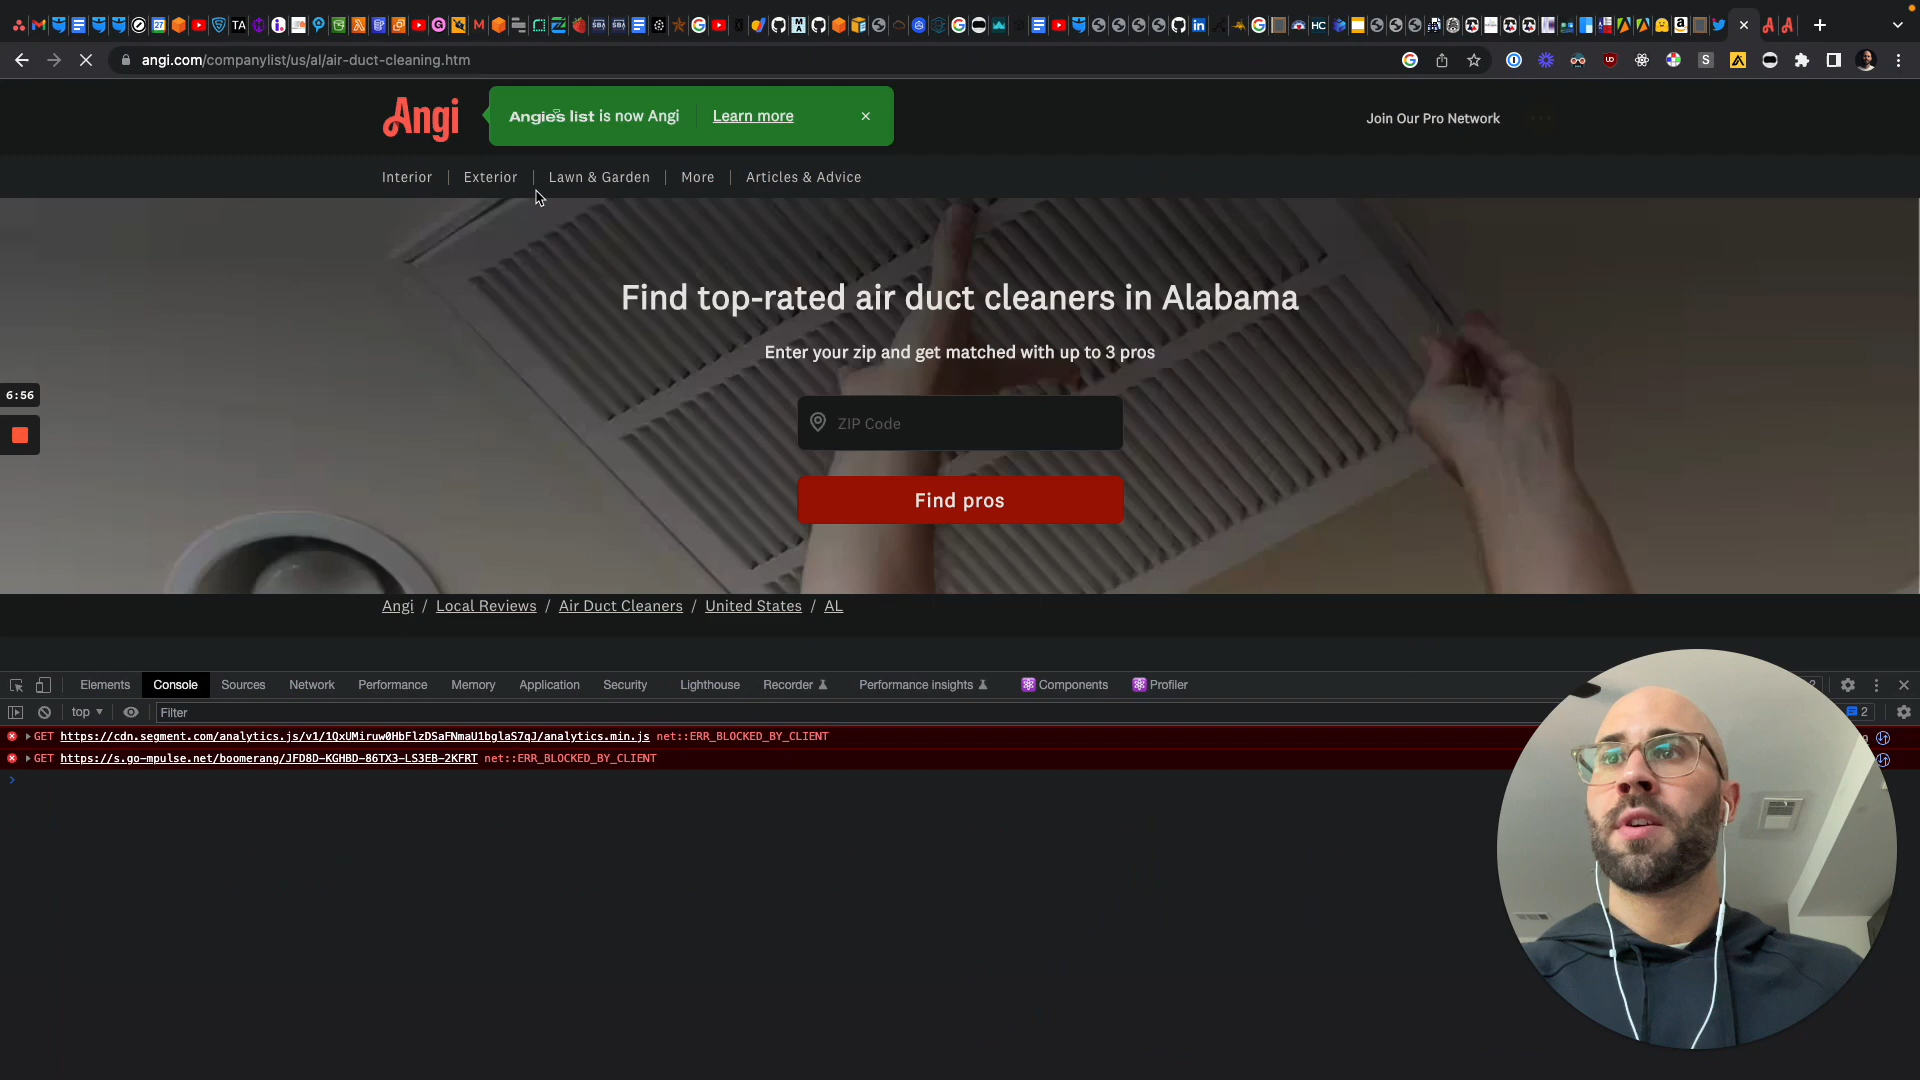 angi.com/companylist/us/al/air-duct-cleaning.htm
Angi
Angie's list is now Angi
Learn more
Join Our Pro Network
Interior
Exterior
Lawn & Garden
More
Articles & Advice
Find top-rated air duct cleaners in Alabama
Enter your zip and get matched with up to 3 pros
6:56
ZIP Code
Find pros
Angi / Local Reviews / Air Duct Cleaners / United States / AL
Elements
Console
Sources
Network
Performance
Memory
Application
Security
Lighthouse
Recorder
Performance insights
Components
Profiler
top
Filter
2
GET https://cdn.segment.com/analytics.js/v1/1QxUMiruw0HbFlzDSaFNmaU1bglaS7qJ/analytics.min.js net::ERR_BLOCKED_BY_CLIENT
GET https://s.go-mpulse.net/boomerang/JFD8D-KGHBD-86TX3-LS3EB-2KFRT net::ERR_BLOCKED_BY_CLIENT